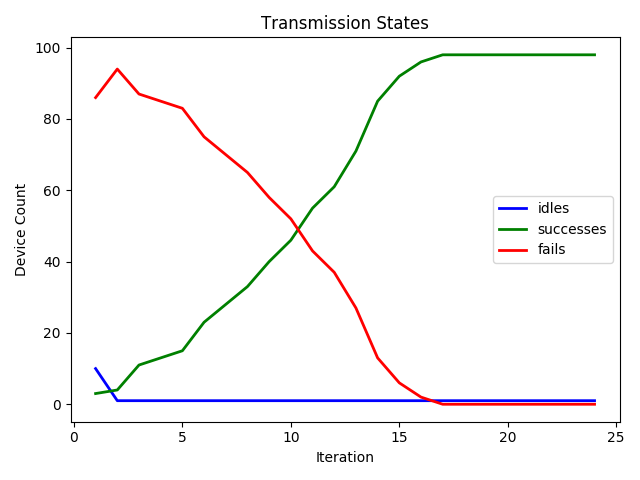 Transmission States
Device Count
100
80
60
40
20
0
idles
successes
fails
0 5 10 15 20 25
Iteration